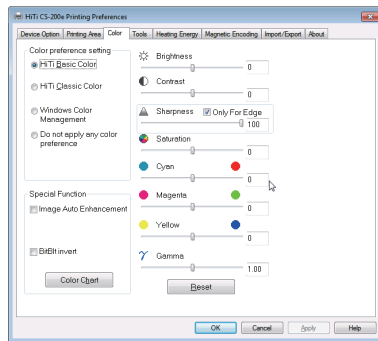 HiTi CS-200e Printing Preferences
Device Option Printing Area Color Tools Heating Energy Magnetic Encoding Import/Export About
Color preference setting
HiTi Basic Color
HiTi Classic Color
Windows Color
Management
Do not apply any color
preference
Special Function
Image Auto Enhancement
BitBlt invert
Color Chart
Brightness
0
Contrast
0
Sharpness Only For Edge
100
Saturation
0
Cyan
0
Magenta
0
Yellow
0
γ Gamma
1.00
Reset
OK Cancel Apply Help